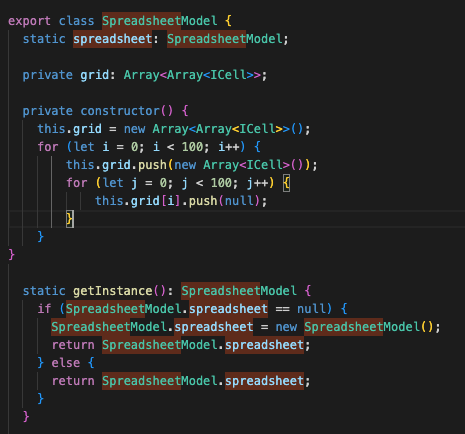 export class SpreadsheetModel {
  static spreadsheet: SpreadsheetModel;
  private grid: Array<Array<ICell>>;
  private constructor() {
    this.grid = new Array<Array<ICell>>();
    for (let i = 0; i < 100; i++) {
        this.grid.push(new Array<ICell>());
        for (let j = 0; j < 100; j++) {
            this.grid[i].push(null);
        }
    }
}
  static getInstance(): SpreadsheetModel {
    if (SpreadsheetModel.spreadsheet == null) {
      SpreadsheetModel.spreadsheet = new SpreadsheetModel();
      return SpreadsheetModel.spreadsheet;
    } else {
      return SpreadsheetModel.spreadsheet;
    }
  }